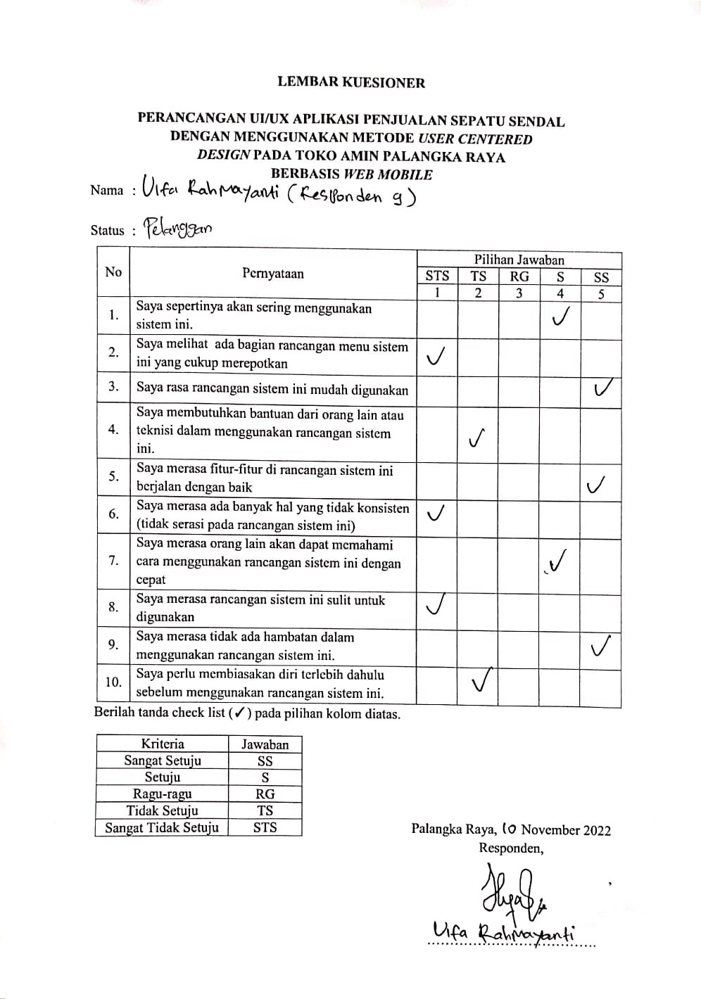 LEMBAR KUESIONER
PERANCANGAN UI/UX APLIKASI PENJUALAN SEPATU SENDAL
DENGAN MENGGUNAKAN METODE USER CENTERED
DESIGN PADA TOKO AMIN PALANGKA RAYA
BERBASIS WEB MOBILE
Nama : Ulfa Rahmayanti (Responden 9)
Status : Pelanggan
No Pernyataan Pilihan Jawaban
STS TS RG S SS
1 2 3 4 5
1. Saya sepertinya akan sering menggunakan
sistem ini. ✓
2. Saya melihat ada bagian rancangan menu sistem
ini yang cukup merepotkan ✓
3. Saya rasa rancangan sistem ini mudah digunakan ✓
Saya membutuhkan bantuan dari orang lain atau
4. teknisi dalam menggunakan rancangan sistem ✓
ini.
5. Saya merasa fitur-fitur di rancangan sistem ini
berjalan dengan baik ✓
6. Saya merasa ada banyak hal yang tidak konsisten ✓
(tidak serasi pada rancangan sistem ini)
Saya merasa orang lain akan dapat memahami
7. cara menggunakan rancangan sistem ini dengan ✓
cepat
8. Saya merasa rancangan sistem ini sulit untuk ✓
digunakan
9. Saya merasa tidak ada hambatan dalam ✓
menggunakan rancangan sistem ini.
10. Saya perlu membiasakan diri terlebih dahulu ✓
sebelum menggunakan rancangan sistem ini.
Berilah tanda check list (✓) pada pilihan kolom diatas.
Kriteria Jawaban
Sangat Setuju SS
Setuju S
Ragu-ragu RG
Tidak Setuju TS
Sangat Tidak Setuju STS
Palangka Raya, 10 November 2022
Responden,
Ulfa Rahmayanti